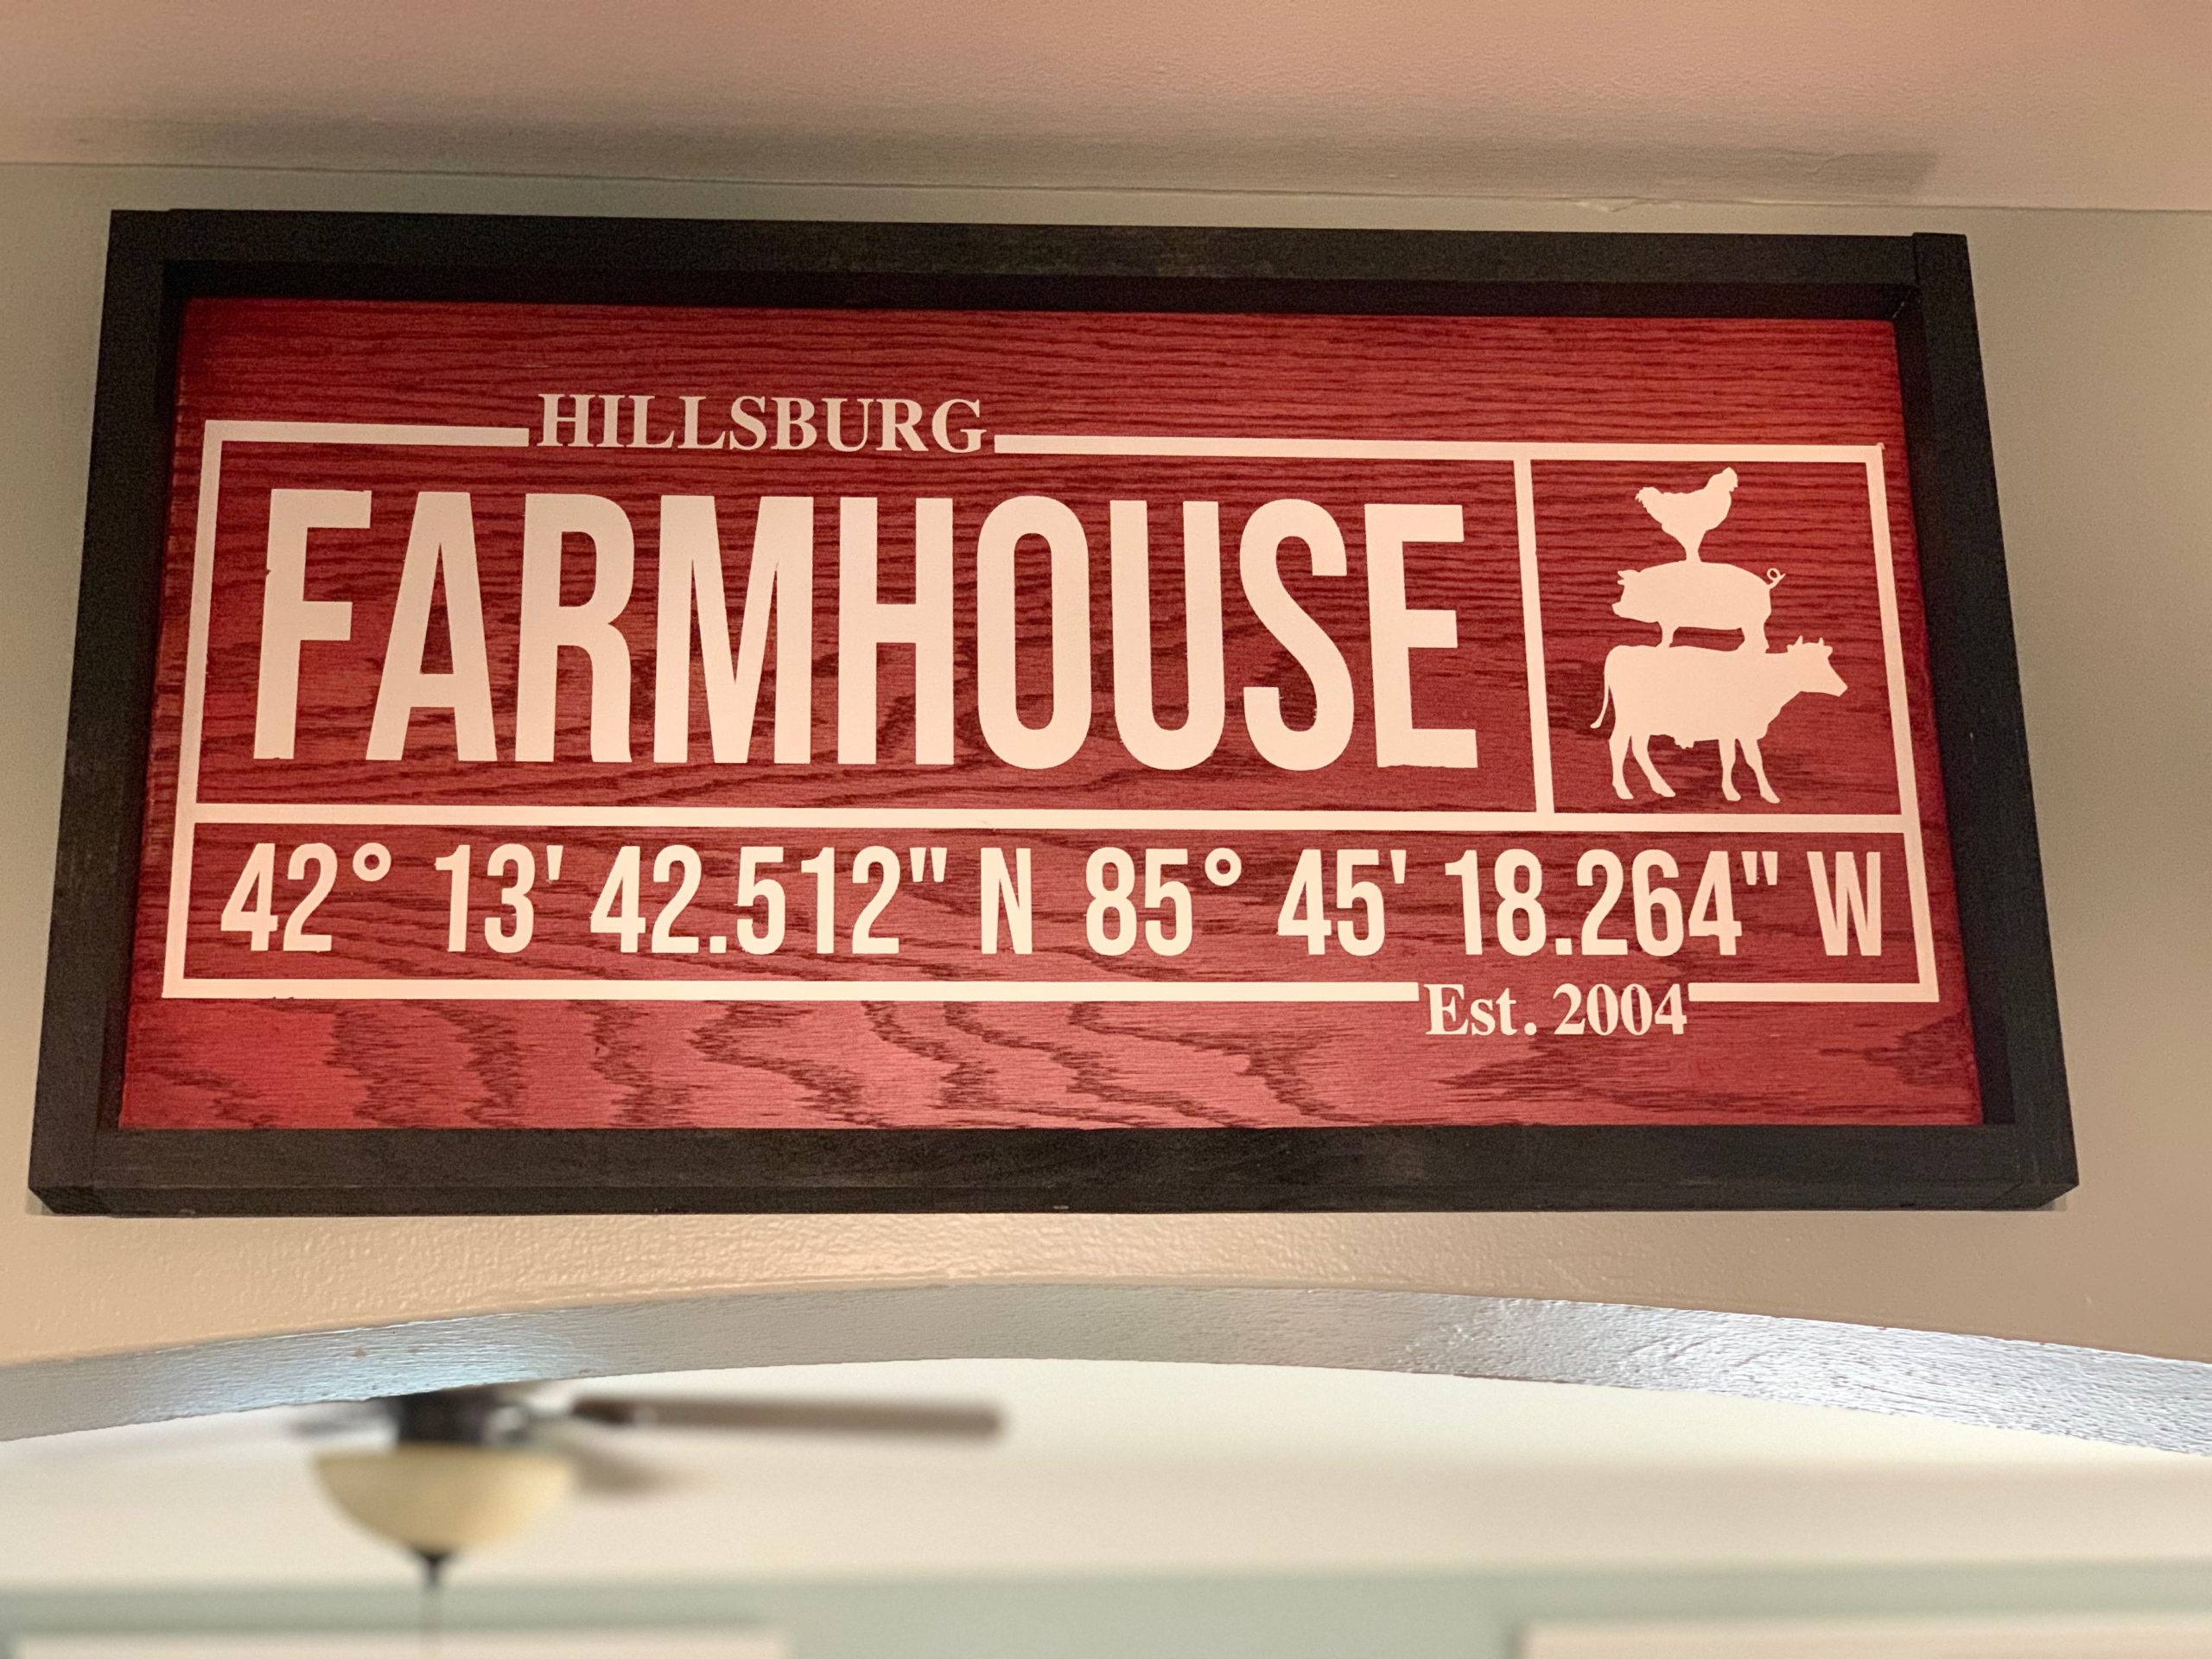 HILLSBURG
FARMHOUSE
42° 13' 42.512" N 85° 45' 18.264" W
Est. 2004